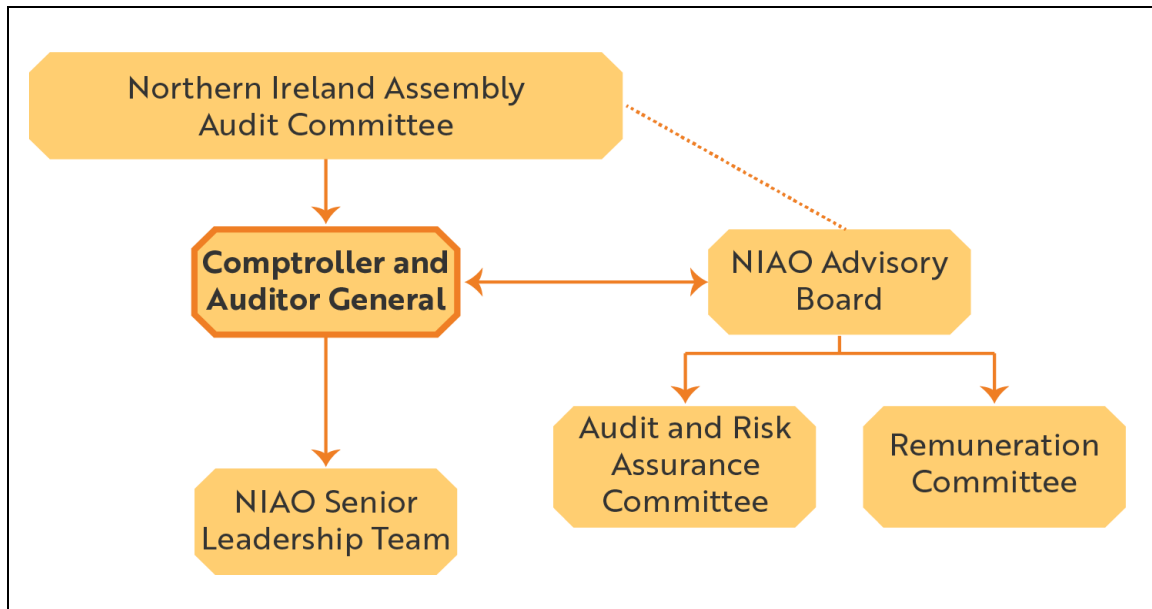 Northern Ireland Assembly
Audit Committee
Comptroller and
Auditor General
NIAO Advisory
Board
Audit and Risk
Assurance
Committee
Remuneration
Committee
NIAO Senior
Leadership Team